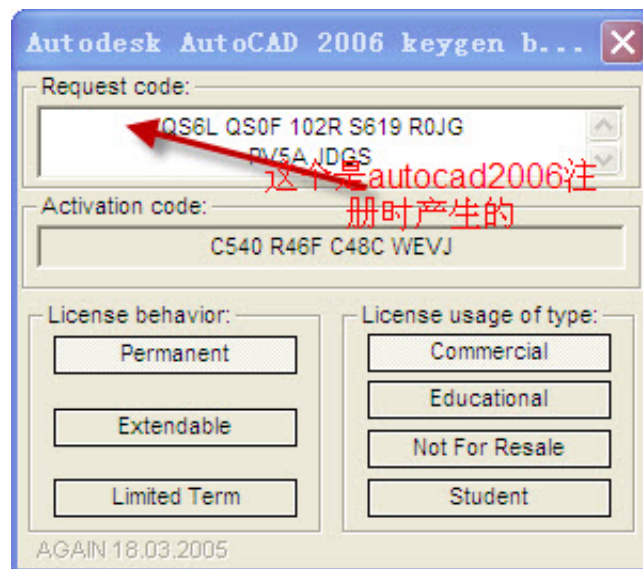 Autodesk AutoCAD 2006 keygen b...
Request code:
QS6L QS0F 102R S619 R0JG
PV5A JDGS
这个是autocad2006注
册时产生的
Activation code:
C540 R46F C48C WEVJ
License behavior:
Permanent
Extendable
Limited Term
License usage of type:
Commercial
Educational
Not For Resale
Student
AGAIN 18.03.2005